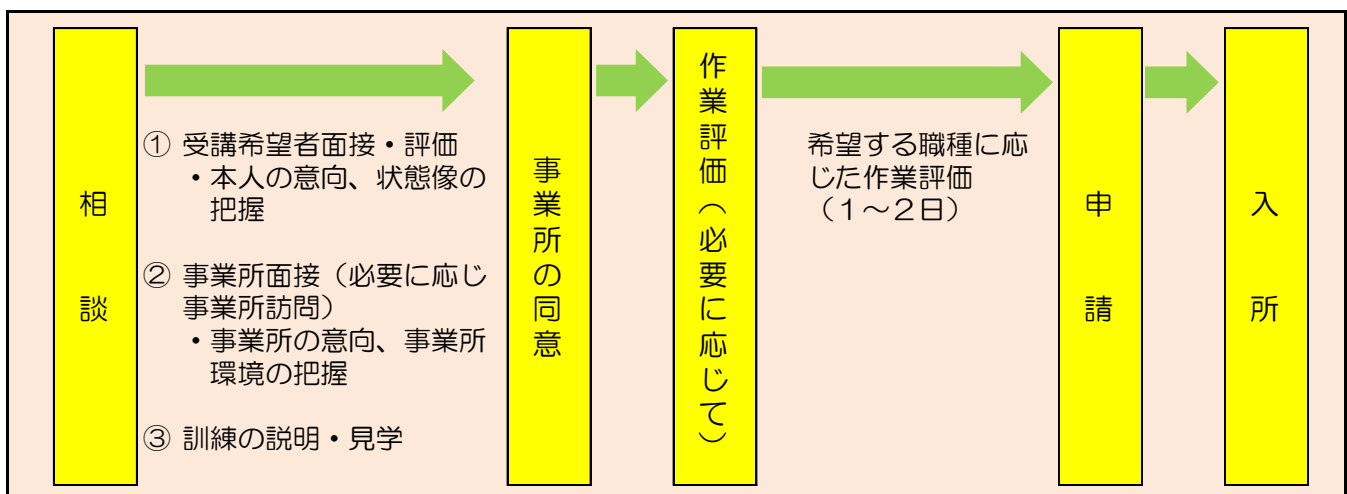 相談
① 受講希望者面接・評価
・本人の意向、状態像の
把握
② 事業所面接（必要に応じ
事業所訪問）
・事業所の意向、事業所
環境の把握
③ 訓練の説明・見学
事業所の同意
作業評価（必要に応じて）
希望する職種に応
じた作業評価
（１～２日）
申請
入所